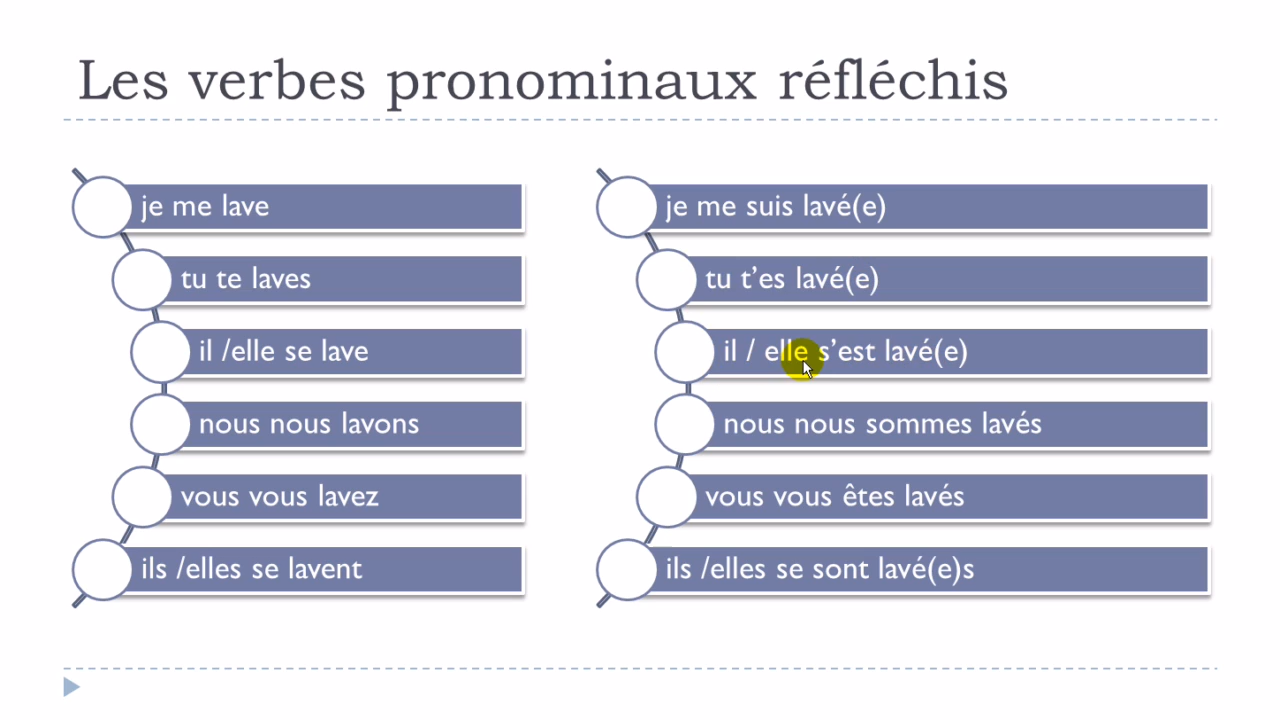 Les verbes pronominaux réfléchis
je me lave
tu te laves
il /elle se lave
nous nous lavons
vous vous lavez
ils /elles se lavent
je me suis lavé(e)
tu t’es lavé(e)
il / elle s’est lavé(e)
nous nous sommes lavés
vous vous êtes lavés
ils /elles se sont lavé(e)s